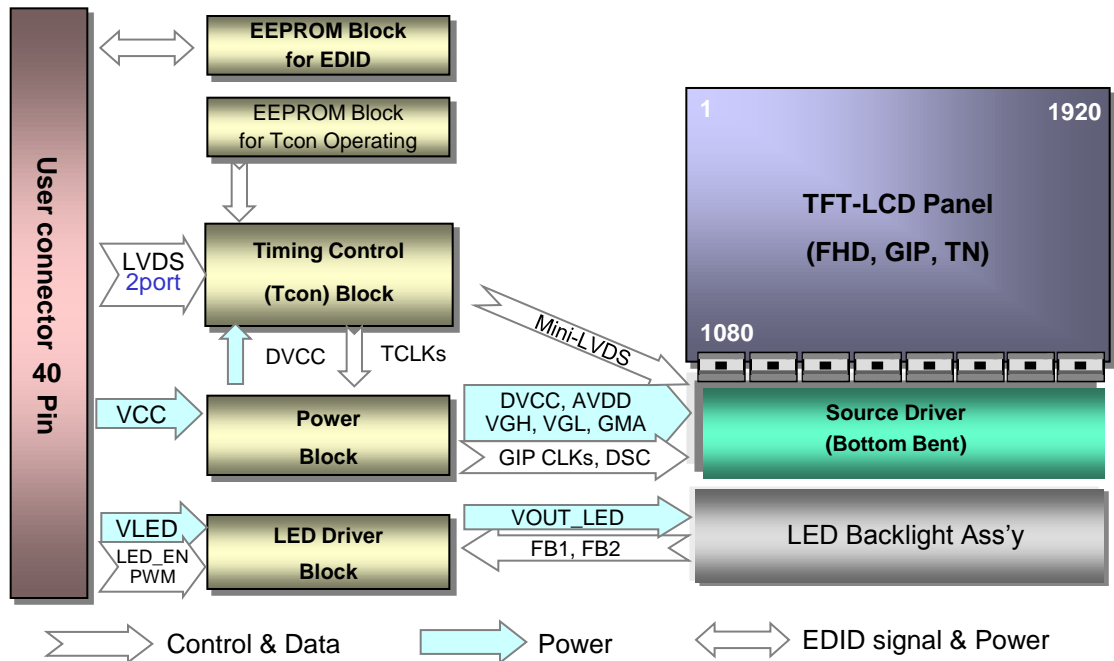 EEPROM Block
for EDID
EEPROM Block
for Tcon Operating
User connector 40 Pin
LVDS
2port
Timing Control
(Tcon) Block
DVCC
TCLKs
Mini-LVDS
VCC
Power
Block
DVCC, AVDD
VGH, VGL, GMA
GIP CLKs, DSC
VLED
LED_EN
PWM
LED Driver
Block
VOUT_LED
FB1, FB2
1
1920
TFT-LCD Panel
(FHD, GIP, TN)
1080
Source Driver
(Bottom Bent)
LED Backlight Ass'y
Control & Data
Power
EDID signal & Power